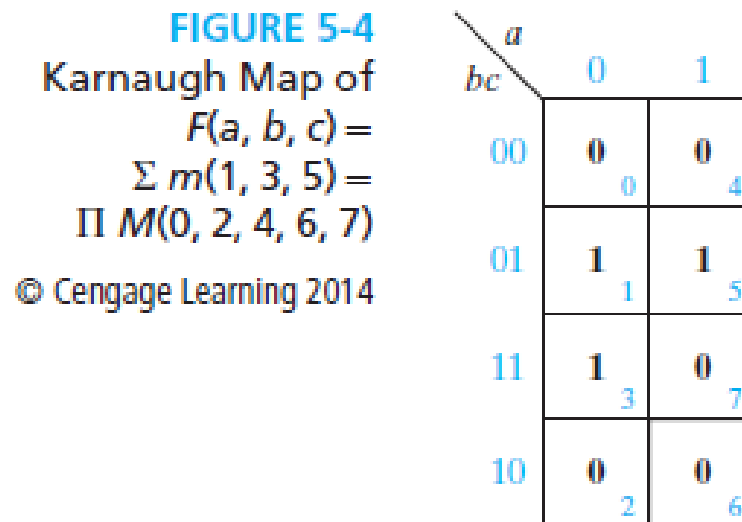 FIGURE 5-4
Karnaugh Map of
F(a, b, c) =
Σ m(1, 3, 5) =
Π M(0, 2, 4, 6, 7)
© Cengage Learning 2014
a
bc 0 1
00 0 0 0 4
01 1 1 1 5
11 1 3 0 7
10 0 2 0 6